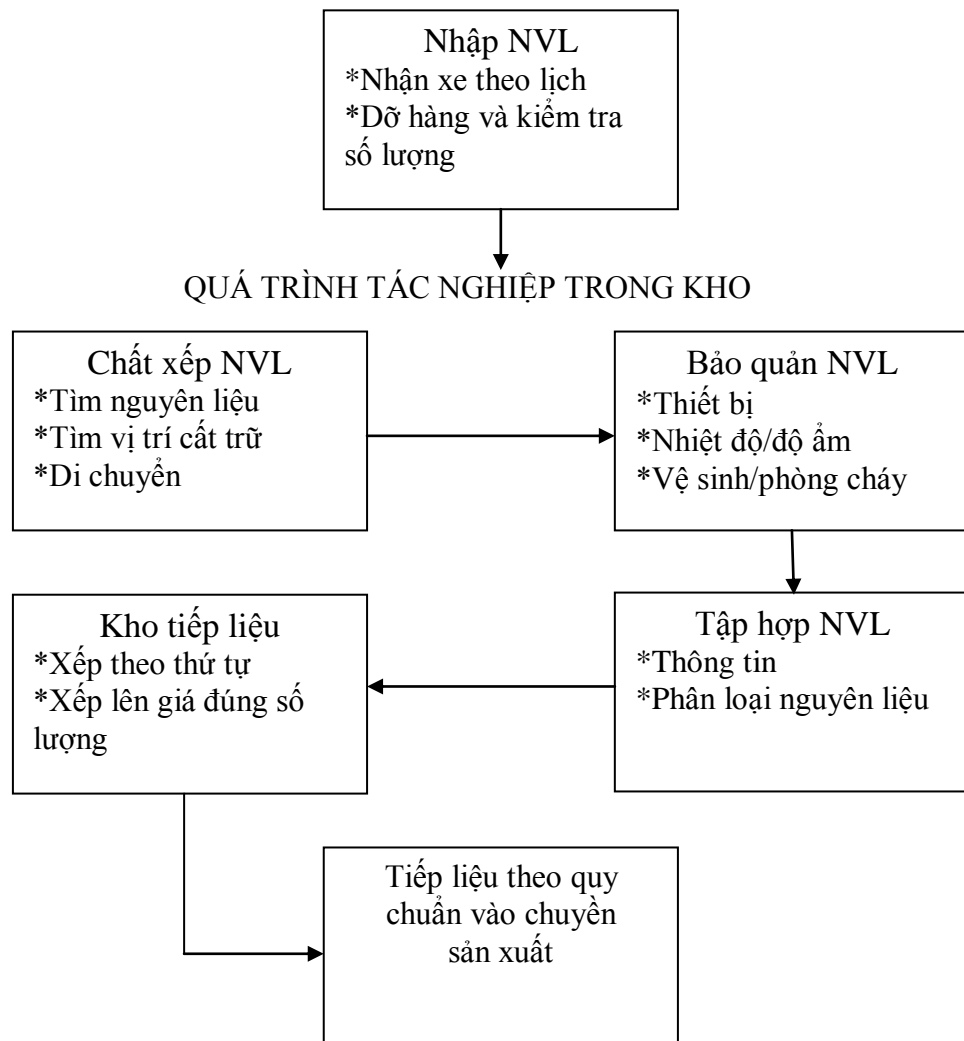 Nhập NVL
*Nhận xe theo lịch
*Dỡ hàng và kiểm tra
số lượng
QUÁ TRÌNH TÁC NGHIỆP TRONG KHO
Chất xếp NVL
*Tìm nguyên liệu
*Tìm vị trí cất trữ
*Di chuyển
Bảo quản NVL
*Thiết bị
*Nhiệt độ/độ ẩm
*Vệ sinh/phòng cháy
Tập hợp NVL
*Thông tin
*Phân loại nguyên liệu
Kho tiếp liệu
*Xếp theo thứ tự
*Xếp lên giá đúng số
lượng
Tiếp liệu theo quy
chuẩn vào chuyền
sản xuất